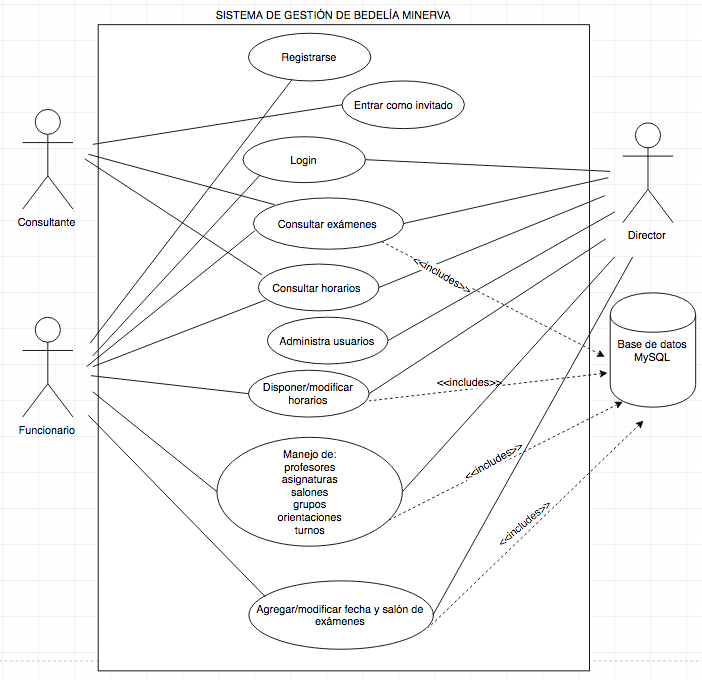 SISTEMA DE GESTIÓN DE BEDELÍA MINERVA
Registrarse
Entrar como invitado
Login
Consultante
Consultar exámenes
Director
<<includes>>
Consultar horarios
Administra usuarios
Base de datos
MySQL
Disponer/modificar
horarios
<<includes>>
Funcionario
Manejo de:
profesores
asignaturas
salones
grupos
orientaciones
turnos
<<includes>>
<<includes>>
Agregar/modificar fecha y salón de
exámenes